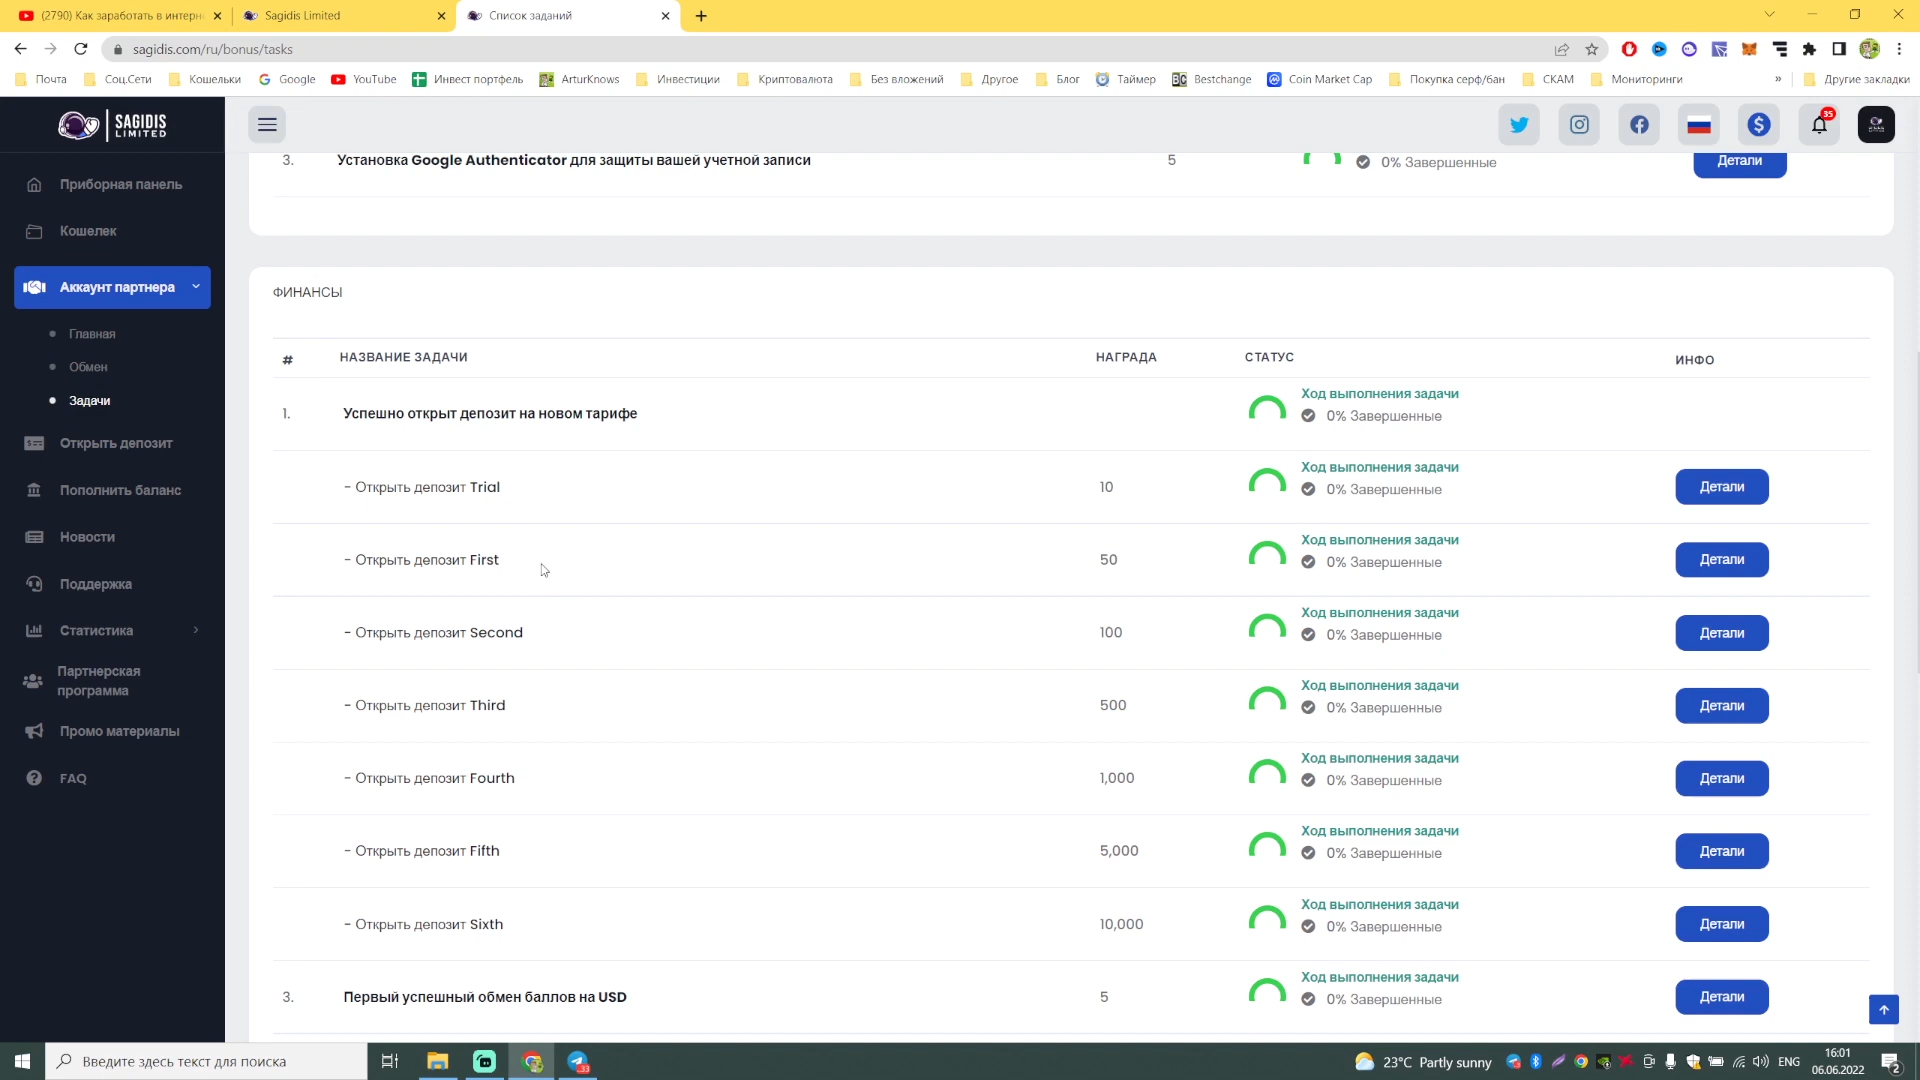 (2790) Как заработать в интерн
Sagidis Limited
Список заданий
sagidis.com/ru/bonus/tasks
Почта
Соц.Сети
Кошельки
Google
YouTube
Инвест портфель
ArturKnows
Инвестиции
Криптовалюта
Без вложений
Другое
Блог
Таймер
Bestchange
Coin Market Cap
Покупка серф/бан
СКАМ
Мониторинги
»
Другие закладки
SAGIDIS
LIMITED
35
Приборная панель
Кошелек
Аккаунт партнера
Главная
Обмен
Задачи
Открыть депозит
Пополнить баланс
Новости
Поддержка
Статистика
Партнерская
программа
Промо материалы
FAQ
3. Установка Google Authenticator для защиты вашей учетной записи 5 0% Завершенные Детали
ФИНАНСЫ
# НАЗВАНИЕ ЗАДАЧИ НАГРАДА СТАТУС ИНФО
Ход выполнения задачи
1. Успешно открыт депозит на новом тарифе 0% Завершенные
Ход выполнения задачи
- Открыть депозит Trial 10 0% Завершенные Детали
Ход выполнения задачи
- Открыть депозит First 50 0% Завершенные Детали
Ход выполнения задачи
- Открыть депозит Second 100 0% Завершенные Детали
Ход выполнения задачи
- Открыть депозит Third 500 0% Завершенные Детали
Ход выполнения задачи
- Открыть депозит Fourth 1,000 0% Завершенные Детали
Ход выполнения задачи
- Открыть депозит Fifth 5,000 0% Завершенные Детали
Ход выполнения задачи
- Открыть депозит Sixth 10,000 0% Завершенные Детали
Ход выполнения задачи
3. Первый успешный обмен баллов на USD 5 0% Завершенные Детали
Введите здесь текст для поиска
33
23°C Partly sunny
ENG
16:01
06.06.2022
2